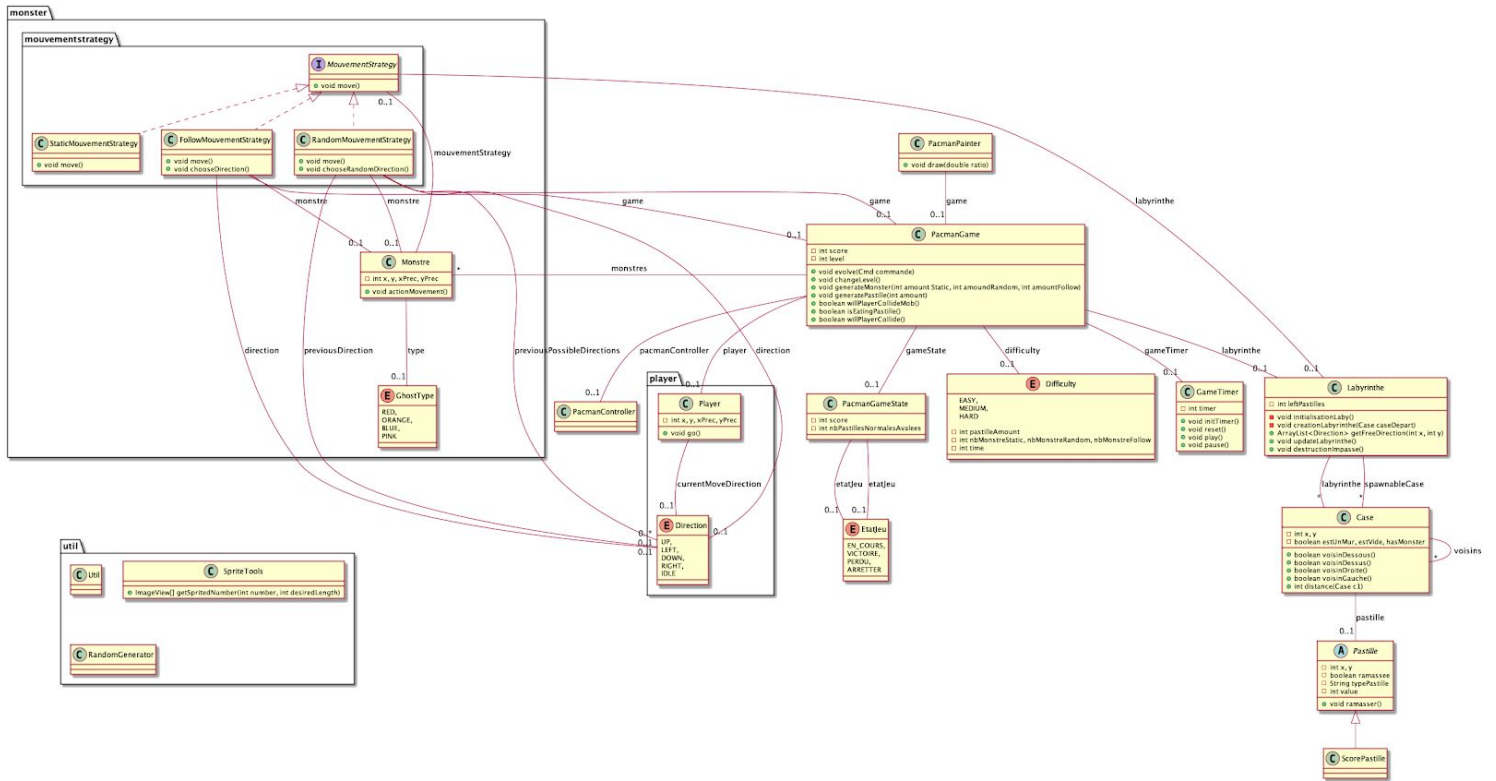 monster
mouvementstrategy
I MouvementStrategy
void move()
0..1
C StaticMouvementStrategy
void move()
C FollowMouvementStrategy
void move()
void chooseDirection()
C RandomMouvementStrategy
void move()
void chooseRandomDirection()
mouvementStrategy
monstre
monstre
0..1
0..1
C Monstre
int x, y, xPrec, yPrec
void actionMovement()
*
monstres
type
0..1
E GhostType
RED,
ORANGE,
BLUE,
PINK
direction
previousDirection
previousPossibleDirections
direction
C PacmanPainter
void draw(double ratio)
game
game
game
0..1
0..1
0..1
labyrinthe
C PacmanGame
int score
int level
void evolve(Cmd commande)
void changeLevel()
void generateMonster(int amount Static, int amoundRandom, int amountFollow)
void generatePastille(int amount)
boolean willPlayerCollideMob()
boolean isEatingPastille()
boolean willPlayerCollide()
pacmanController
player
gameState
difficulty
gameTimer
labyrinthe
0..1
0..1
0..1
0..1
0..1
0..1
0..1
C PacmanController
player
C Player
int x, y, xPrec, yPrec
void go()
currentMoveDirection
0..1
0..*
0..1
0..1
0..1
E Direction
UP,
LEFT,
DOWN,
RIGHT,
IDLE
C PacmanGameState
int score
int nbPastillesNormalesAvalees
etatJeu
etatJeu
0..1
0..1
E EtatJeu
EN_COURS,
VICTOIRE,
PERDU,
ARRETTER
E Difficulty
EASY,
MEDIUM,
HARD
int pastilleAmount
int nbMonstreStatic, nbMonstreRandom, nbMonstreFollow
int time
C GameTimer
int timer
void initTimer()
void reset()
void play()
void pause()
C Labyrinthe
int leftPastilles
void initialisationLaby()
void creationLabyrinthe(Case caseDepart)
ArrayList<Direction> getFreeDirection(int x, int y)
void updateLabyrinthe()
void destructionImpasse()
labyrinthe
spawnableCase
*
*
C Case
int x, y
boolean estUnMur, estVide, hasMonster
boolean voisinDessous()
boolean voisinDessus()
boolean voisinDroite()
boolean voisinGauche()
int distance(Case c1)
*
voisins
pastille
0..1
A Pastille
int x, y
boolean ramassee
String typePastille
int value
void ramasser()
C ScorePastille
util
C Util
C SpriteTools
ImageView[] getSpritedNumber(int number, int desiredLength)
C RandomGenerator